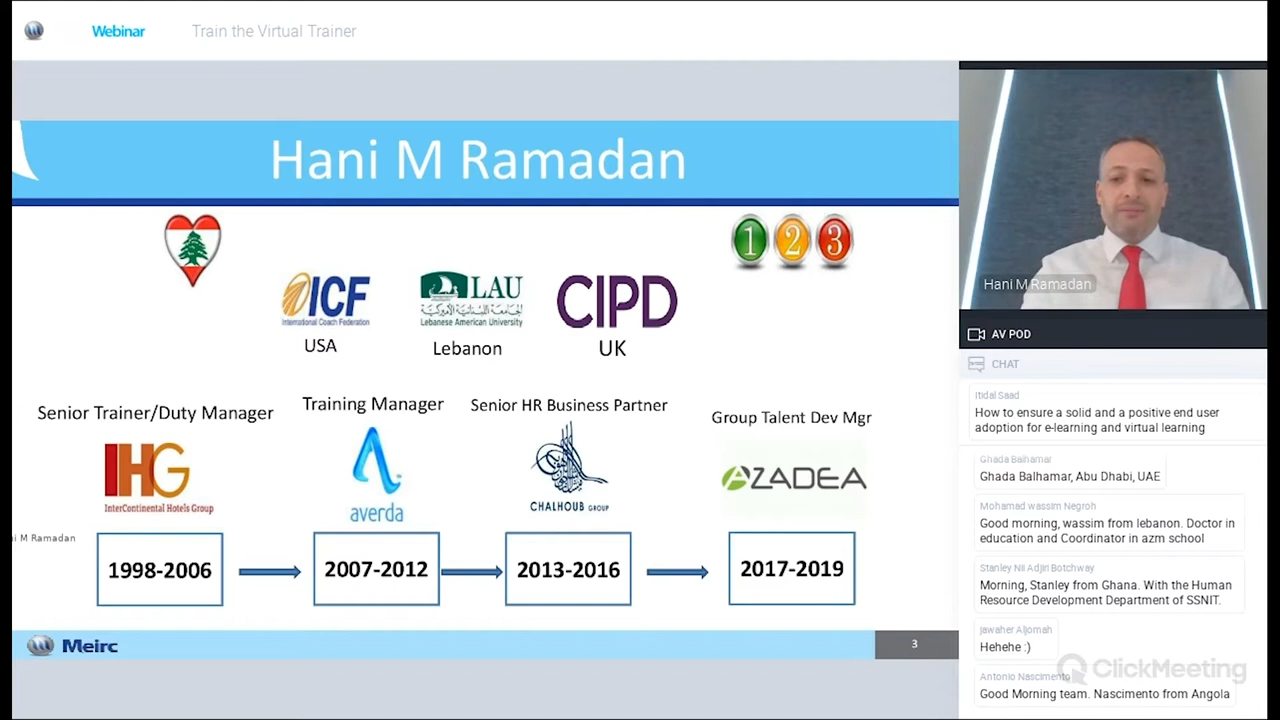 Webinar
Train the Virtual Trainer
Hani M Ramadan
1 2 3
ICF
International Coach Federation
USA
LAU
الجامعة اللبنانية الأميركية
Lebanese American University
Lebanon
CIPD
UK
Senior Trainer/Duty Manager
Training Manager
Senior HR Business Partner
Group Talent Dev Mgr
IHG
InterContinental Hotels Group
averda
CHALHOUB GROUP
AZADEA
i M Ramadan
1998-2006
2007-2012
2013-2016
2017-2019
Meirc
3
Hani M Ramadan
AV POD
CHAT
Itidal Saad
How to ensure a solid and a positive end user
adoption for e-learning and virtual learning
Ghada Balhamar
Ghada Balhamar, Abu Dhabi, UAE
Mohamad wassim Negroh
Good morning, wassim from lebanon. Doctor in
education and Coordinator in azm school
Stanley Nii Adjiri Botchway
Morning, Stanley from Ghana. With the Human
Resource Development Department of SSNIT.
jawaher Aljomah
Hehehe :)
ClickMeeting
Antonio Nascimento
Good Morning team. Nascimento from Angola